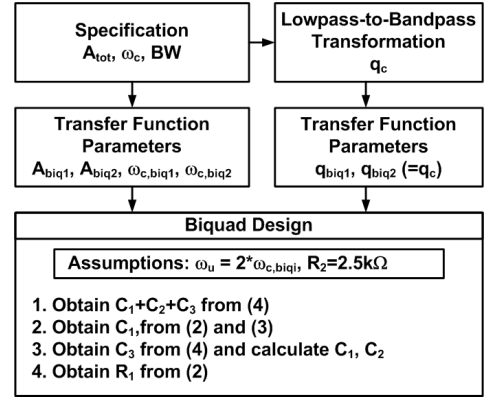 Specification
A_tot, ω_c, BW
Lowpass-to-Bandpass
Transformation
q_c
Transfer Function
Parameters
A_biq1, A_biq2, ω_c,biq1, ω_c,biq2
Transfer Function
Parameters
q_biq1, q_biq2 (=q_c)
Biquad Design
Assumptions: ω_u = 2*ω_c,biqi, R_2=2.5kΩ
1. Obtain C_1+C_2+C_3 from (4)
2. Obtain C_1,from (2) and (3)
3. Obtain C_3 from (4) and calculate C_1, C_2
4. Obtain R_1 from (2)